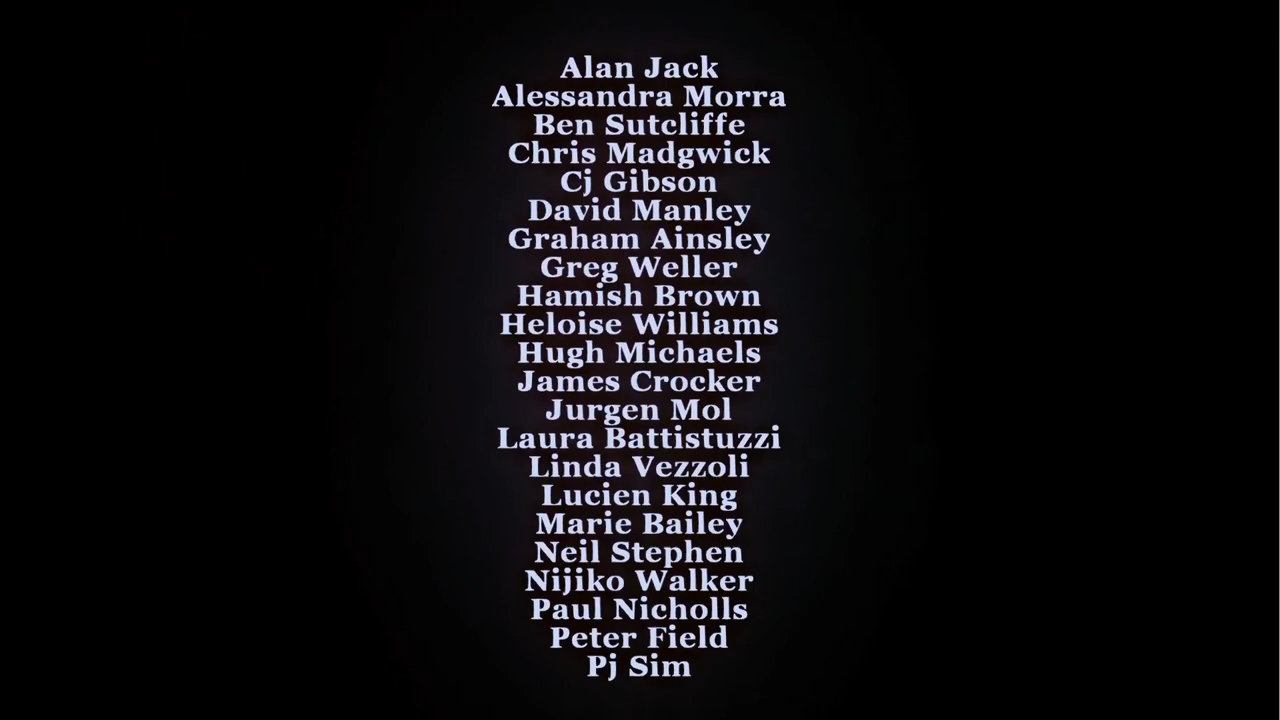 Alan Jack
Alessandra Morra
Ben Sutcliffe
Chris Madgwick
Cj Gibson
David Manley
Graham Ainsley
Greg Weller
Hamish Brown
Heloise Williams
Hugh Michaels
James Crocker
Jurgen Mol
Laura Battistuzzi
Linda Vezzoli
Lucien King
Marie Bailey
Neil Stephen
Nijiko Walker
Paul Nicholls
Peter Field
Pj Sim